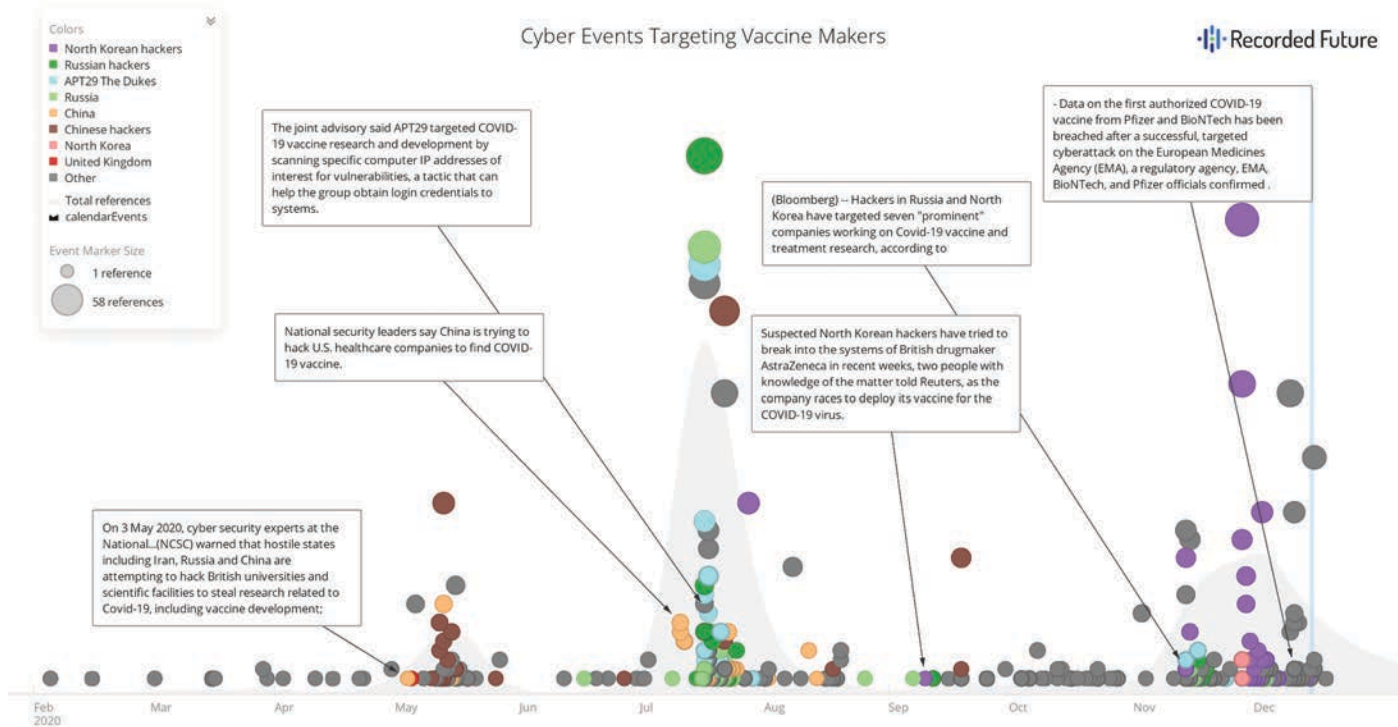 Cyber Events Targeting Vaccine Makers
Recorded Future
Colors
North Korean hackers
Russian hackers
APT29 The Dukes
Russia
China
Chinese hackers
North Korea
United Kingdom
Other
Total references
calendarEvents
Event Marker Size
1 reference
58 references
The joint advisory said APT29 targeted COVID-
19 vaccine research and development by
scanning specific computer IP addresses of
interest for vulnerabilities, a tactic that can
help the group obtain login credentials to
systems.
- Data on the first authorized COVID-19
vaccine from Pfizer and BioNTech has been
breached after a successful, targeted
cyberattack on the European Medicines
Agency (EMA), a regulatory agency, EMA,
BioNTech, and Pfizer officials confirmed .
(Bloomberg) -- Hackers in Russia and North
Korea have targeted seven "prominent"
companies working on Covid-19 vaccine and
treatment research, according to
National security leaders say China is trying to
hack U.S. healthcare companies to find COVID-
19 vaccine.
Suspected North Korean hackers have tried to
break into the systems of British drugmaker
AstraZeneca in recent weeks, two people with
knowledge of the matter told Reuters, as the
company races to deploy its vaccine for the
COVID-19 virus.
On 3 May 2020, cyber security experts at the
National...(NCSC) warned that hostile states
including Iran, Russia and China are
attempting to hack British universities and
scientific facilities to steal research related to
Covid-19, including vaccine development;
Feb Mar Apr May Jun Jul Aug Sep Oct Nov Dec
2020